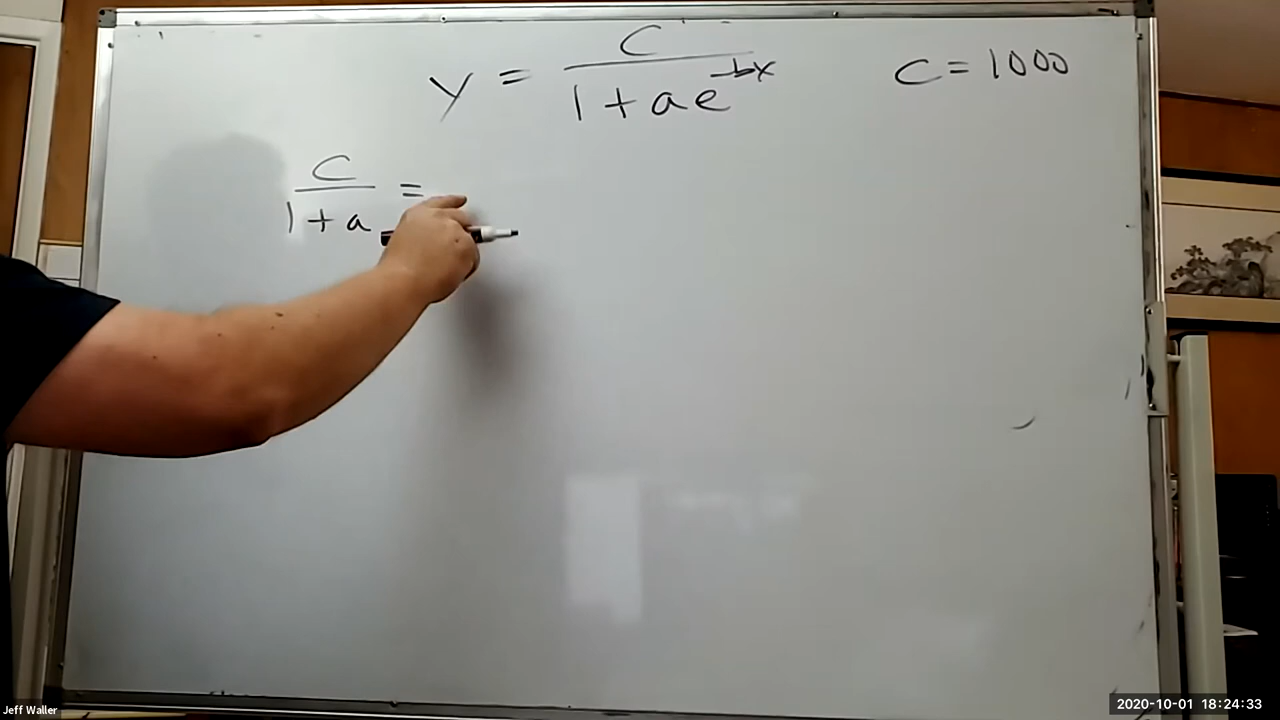 y = C / (1 + ae^(-bx))    C = 1000
C / (1 + a) =
Jeff Waller
2020-10-01 18:24:33